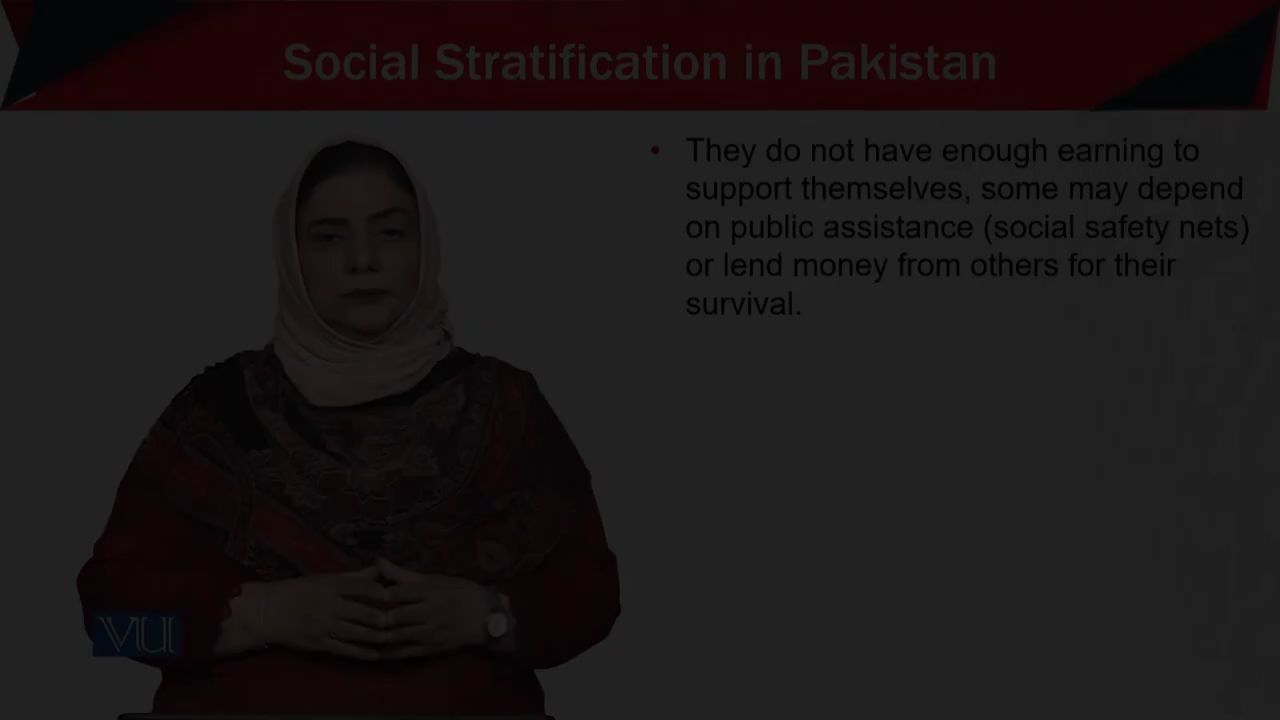 Social Stratification in Pakistan
• They do not have enough earning to
support themselves, some may depend
on public assistance (social safety nets)
or lend money from others for their
survival.
VU